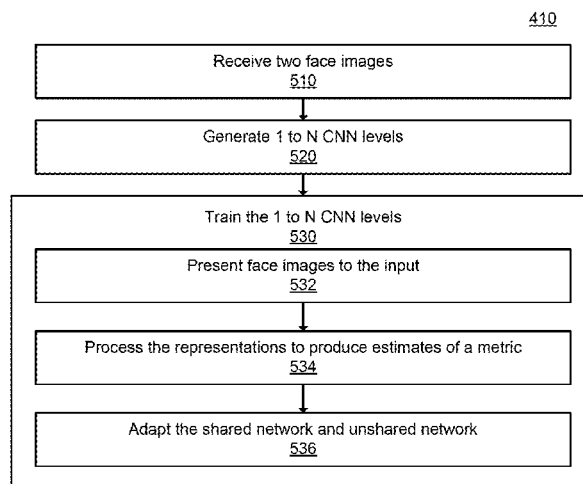 410
Receive two face images
510
Generate 1 to N CNN levels
520
Train the 1 to N CNN levels
530
Present face images to the input
532
Process the representations to produce estimates of a metric
534
Adapt the shared network and unshared network
536